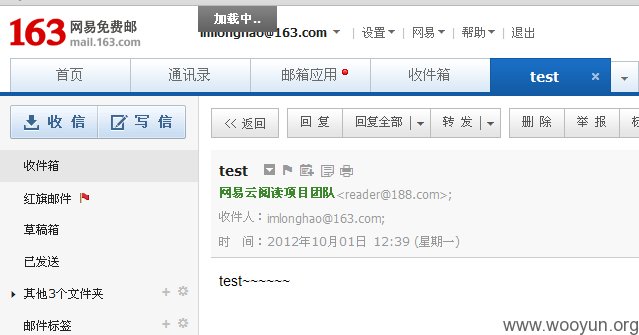 加载中..
163 网易免费邮
mail.163.com
imlonghao@163.com | 设置 | 网易 | 帮助 | 退出
首页 通讯录 邮箱应用 收件箱 test ×
收 信 写 信
<< 返回 回 复 回复全部 | 转 发 | 删 除 举 报
收件箱
红旗邮件
草稿箱
已发送
其他3个文件夹 +
邮件标签 +
test
网易云阅读项目团队<reader@188.com>;
收件人：imlonghao@163.com;
时 间：2012年10月01日 12:39 (星期一)
test~~~~~~
www.wooyun.org